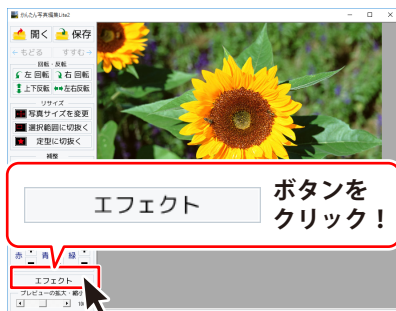 かんたん写真編集Lite2
開く 保存
←もどる すすむ→
回転・反転
左回転 右回転
上下反転 左右反転
リサイズ
写真サイズを変更
選択範囲に切抜く
定型に切抜く
補整
エフェクト
ボタンを
クリック！
赤 青 緑
エフェクト
プレビューの拡大・縮小